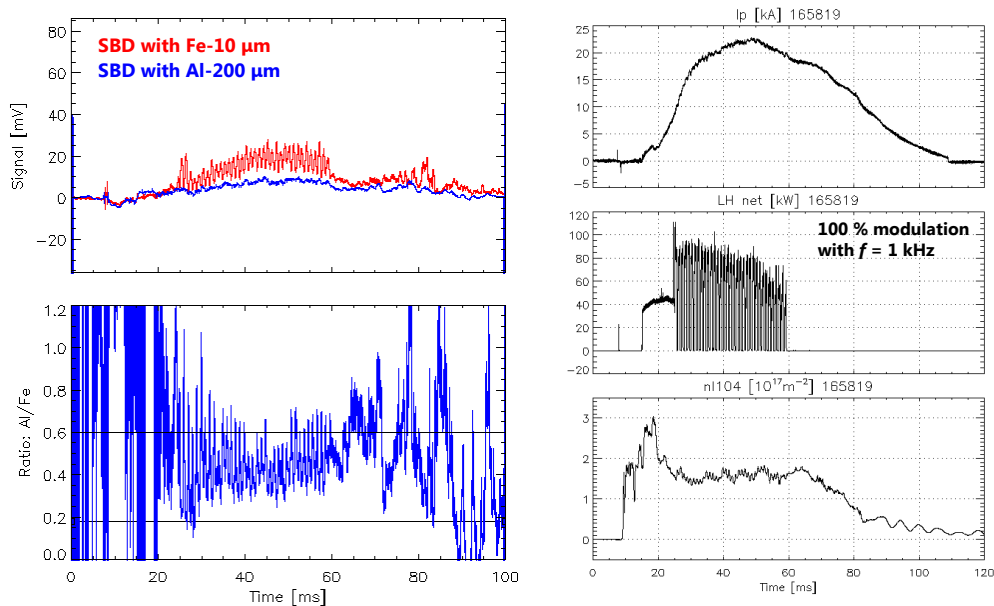 SBD with Fe-10 μm
SBD with Al-200 μm
Signal [mV]
80
60
40
20
0
−20
Ratio: Al/Fe
1.2
1.0
0.8
0.6
0.4
0.2
0.0
0 20 40 60 80 100
Time [ms]
Ip [kA] 165819
25
20
15
10
5
0
−5
LH net [kW] 165819
100 % modulation
with f = 1 kHz
120
100
80
60
40
20
0
−20
nl104 [10¹⁷m⁻²] 165819
3
2
1
0
0 20 40 60 80 100 120
Time [ms]